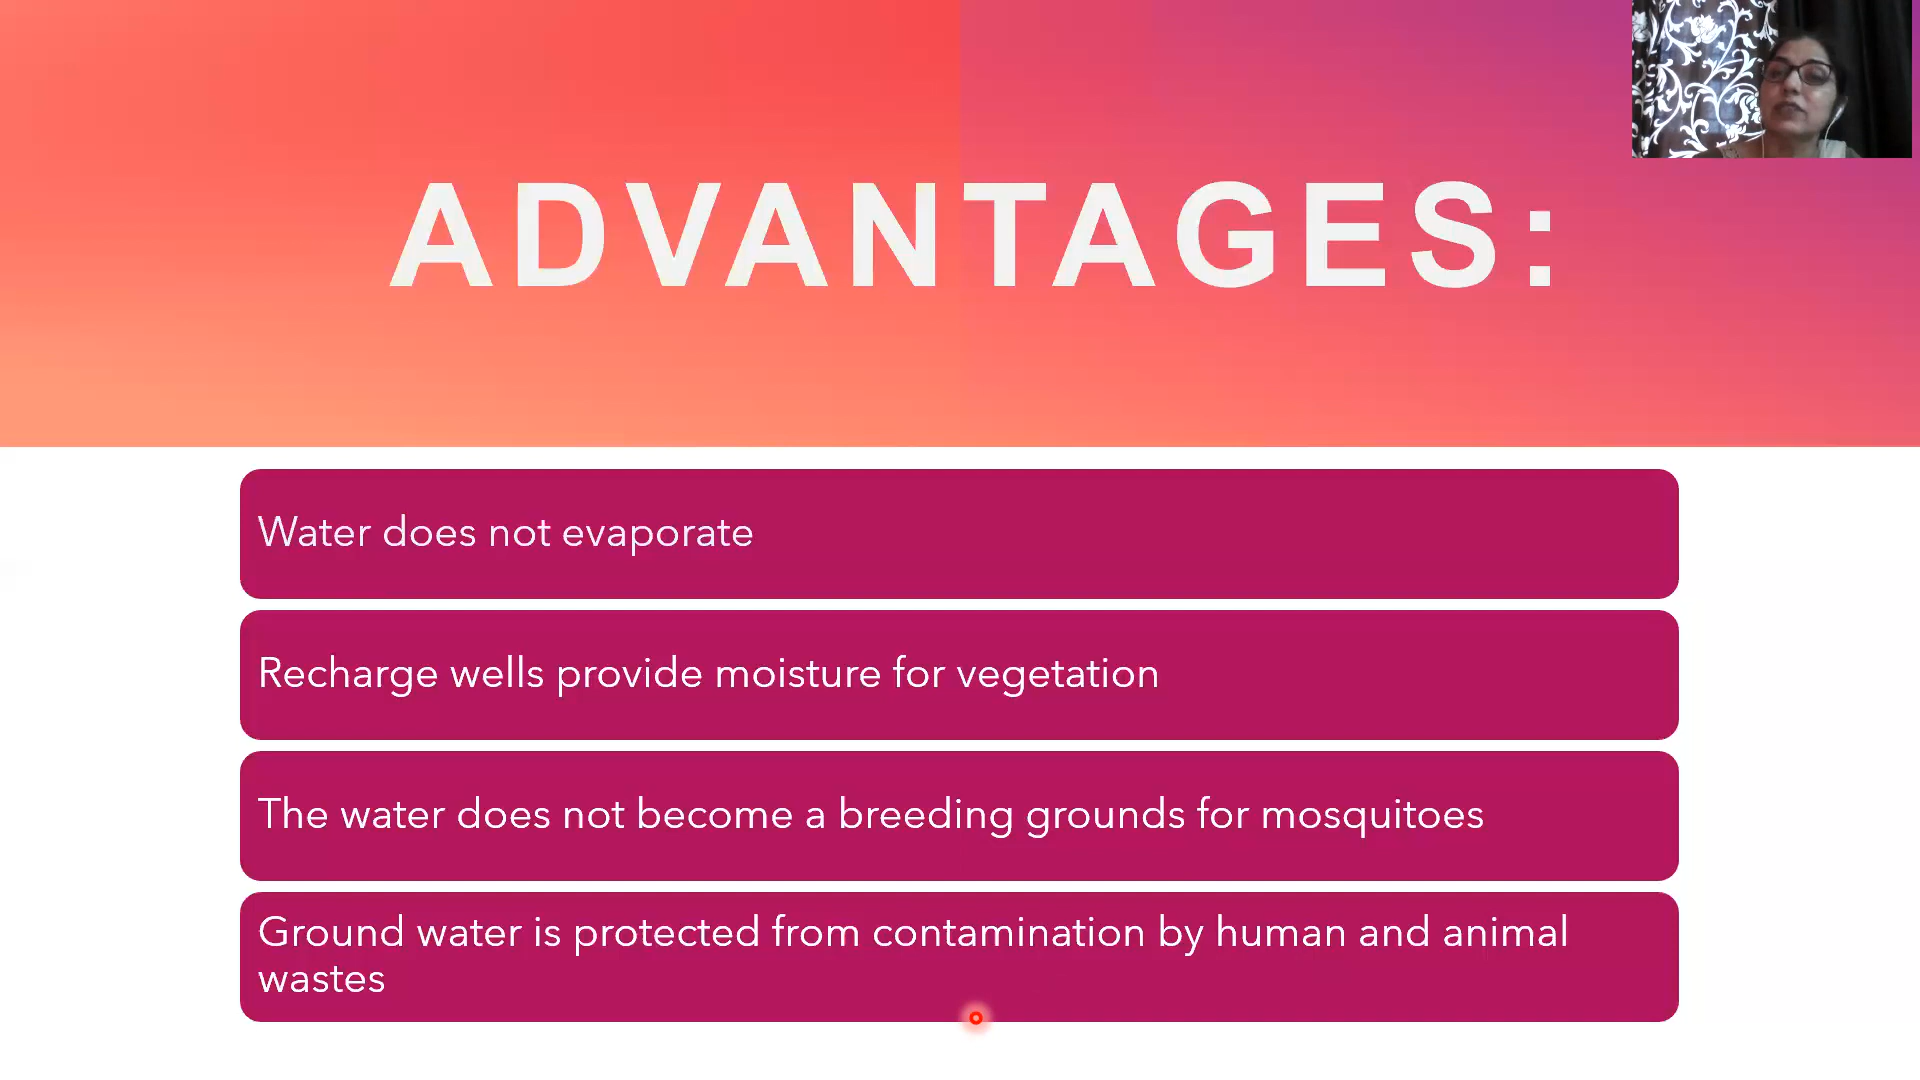 ADVANTAGES:
Water does not evaporate
Recharge wells provide moisture for vegetation
The water does not become a breeding grounds for mosquitoes
Ground water is protected from contamination by human and animal
wastes